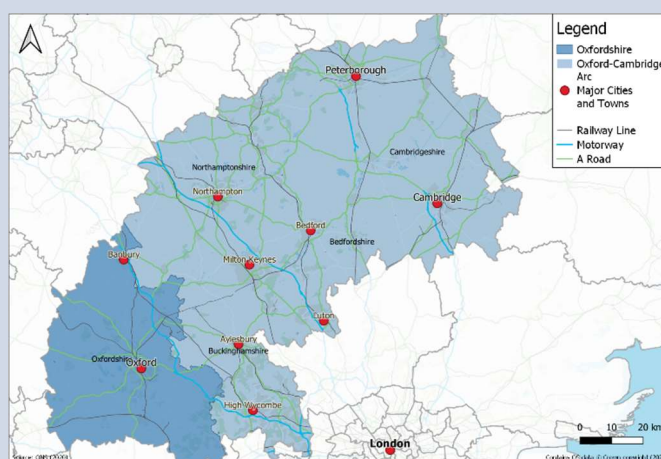 Legend
Oxfordshire
Oxford-Cambridge
Arc
Major Cities
and Towns
Railway Line
Motorway
A Road
Peterborough
Cambridgeshire
Northamptonshire
Northampton
Cambridge
Bedford
Bedfordshire
Banbury
Milton Keynes
Luton
Aylesbury
Buckinghamshire
Oxfordshire
Oxford
High Wycombe
London
0 10 20 km